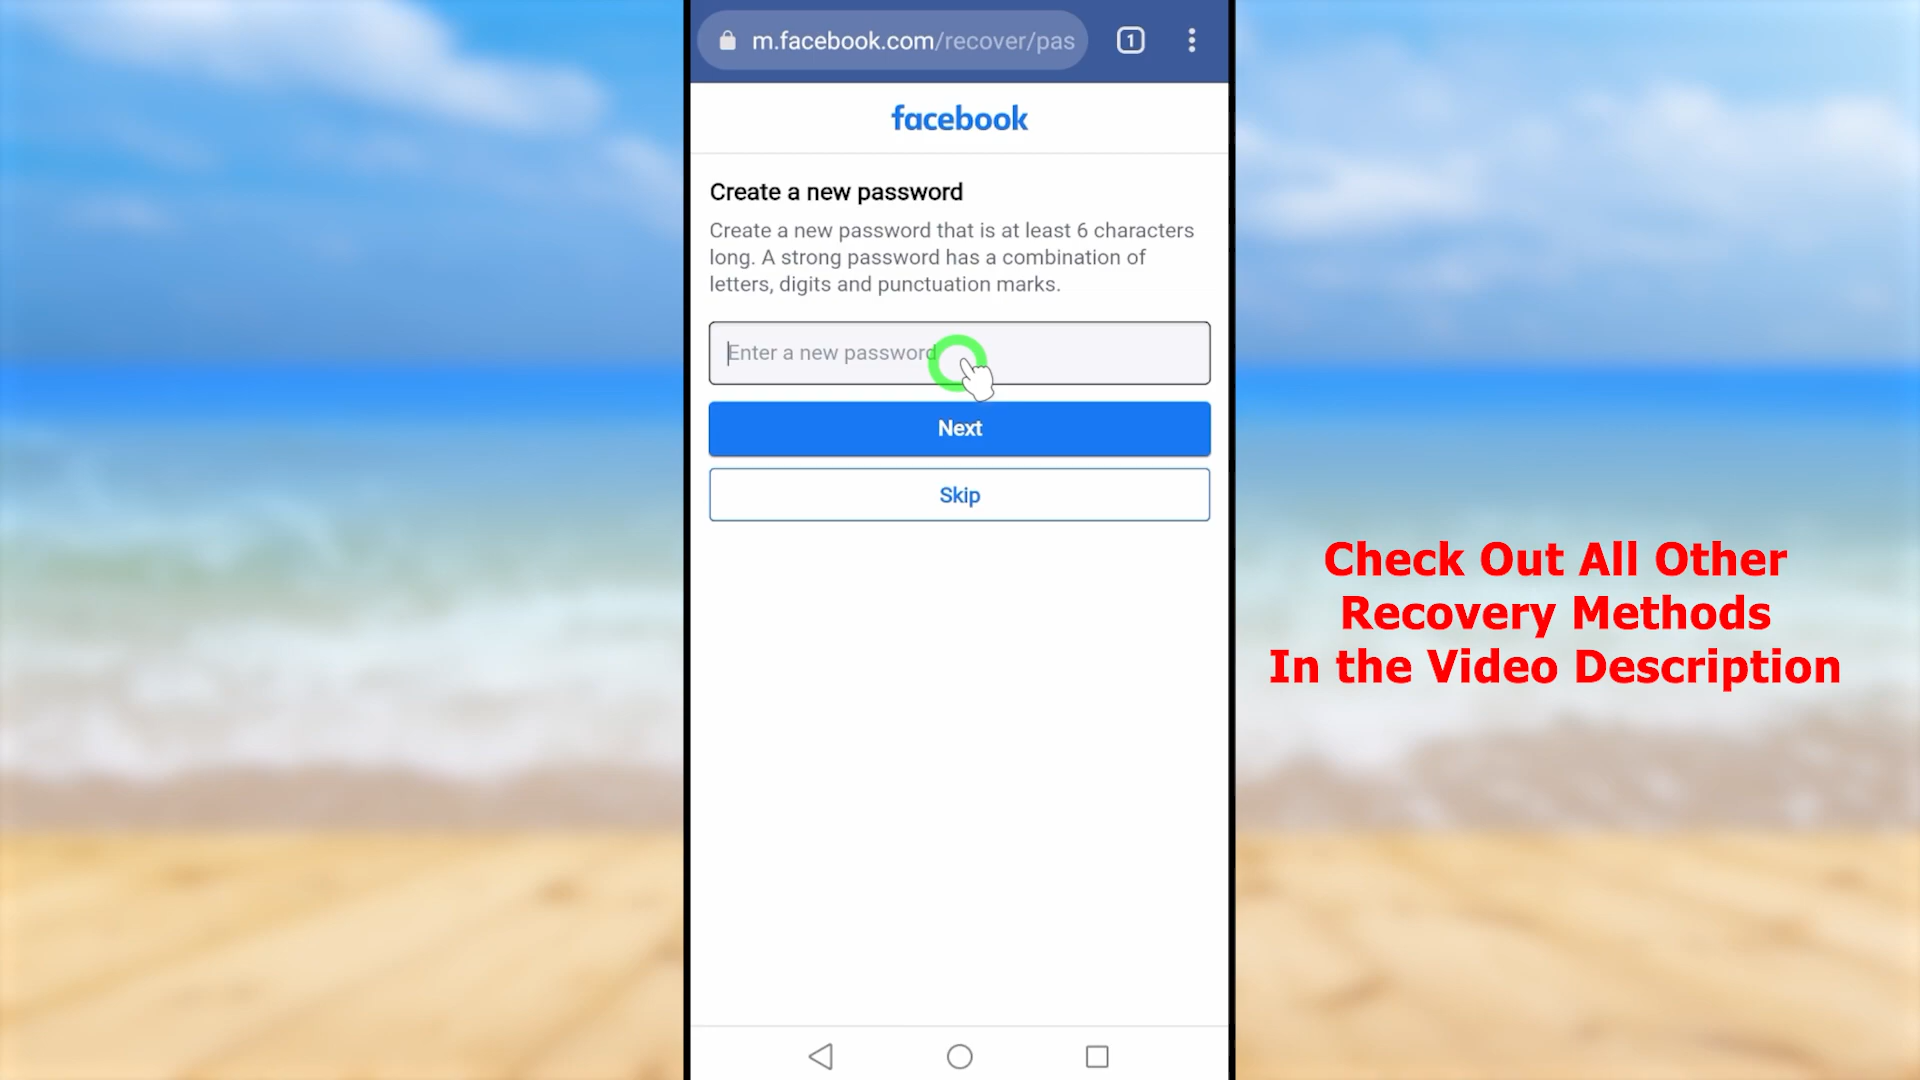 m.facebook.com/recover/pas
1
facebook
Create a new password
Create a new password that is at least 6 characters
long. A strong password has a combination of
letters, digits and punctuation marks.
Enter a new password
Next
Skip
Check Out All Other
Recovery Methods
In the Video Description